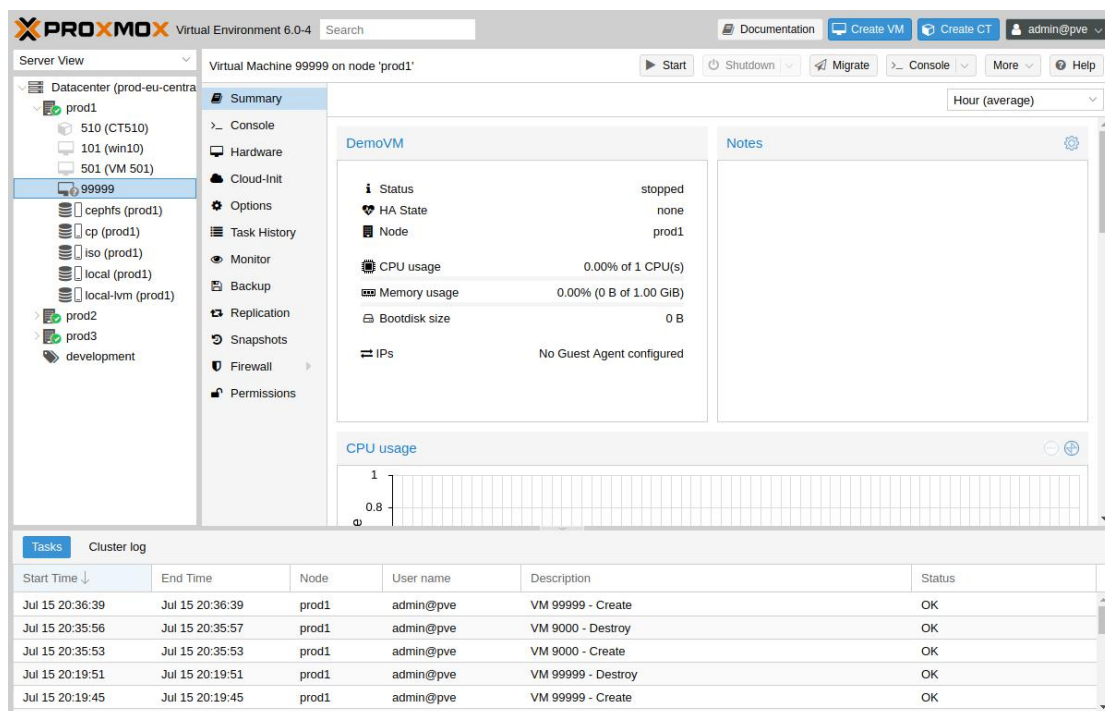 PROXMOX Virtual Environment 6.0-4 Search Documentation Create VM Create CT admin@pve
Server View
Datacenter (prod-eu-centra
prod1
510 (CT510)
101 (win10)
501 (VM 501)
99999
cephfs (prod1)
cp (prod1)
iso (prod1)
local (prod1)
local-lvm (prod1)
prod2
prod3
development
Virtual Machine 99999 on node 'prod1' Start Shutdown Migrate >_ Console More Help
Summary
>_ Console
Hardware
Cloud-Init
Options
Task History
Monitor
Backup
Replication
Snapshots
Firewall
Permissions
Hour (average)
DemoVM
Status stopped
HA State none
Node prod1
CPU usage 0.00% of 1 CPU(s)
Memory usage 0.00% (0 B of 1.00 GiB)
Bootdisk size 0 B
IPs No Guest Agent configured
Notes
CPU usage
1
0.8
Tasks Cluster log
Start Time End Time Node User name Description Status
Jul 15 20:36:39 Jul 15 20:36:39 prod1 admin@pve VM 99999 - Create OK
Jul 15 20:35:56 Jul 15 20:35:57 prod1 admin@pve VM 9000 - Destroy OK
Jul 15 20:35:53 Jul 15 20:35:53 prod1 admin@pve VM 9000 - Create OK
Jul 15 20:19:51 Jul 15 20:19:51 prod1 admin@pve VM 99999 - Destroy OK
Jul 15 20:19:45 Jul 15 20:19:45 prod1 admin@pve VM 99999 - Create OK